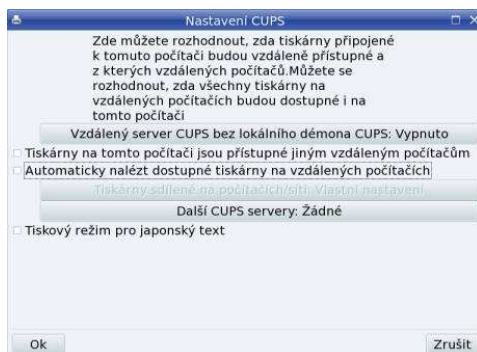 Nastavení CUPS
Zde můžete rozhodnout, zda tiskárny připojené
k tomuto počítači budou vzdáleně přístupné a
z kterých vzdálených počítačů.Můžete se
rozhodnout, zda všechny tiskárny na
vzdálených počítačích budou dostupné i na
tomto počítači
Vzdálený server CUPS bez lokálního démona CUPS: Vypnuto
Tiskárny na tomto počítači jsou přístupné jiným vzdáleným počítačům
Automaticky nalézt dostupné tiskárny na vzdálených počítačích
Tiskárny sdílené na počítačích/síti: Vlastní nastavení
Další CUPS servery: Žádné
Tiskový režim pro japonský text
Ok
Zrušit